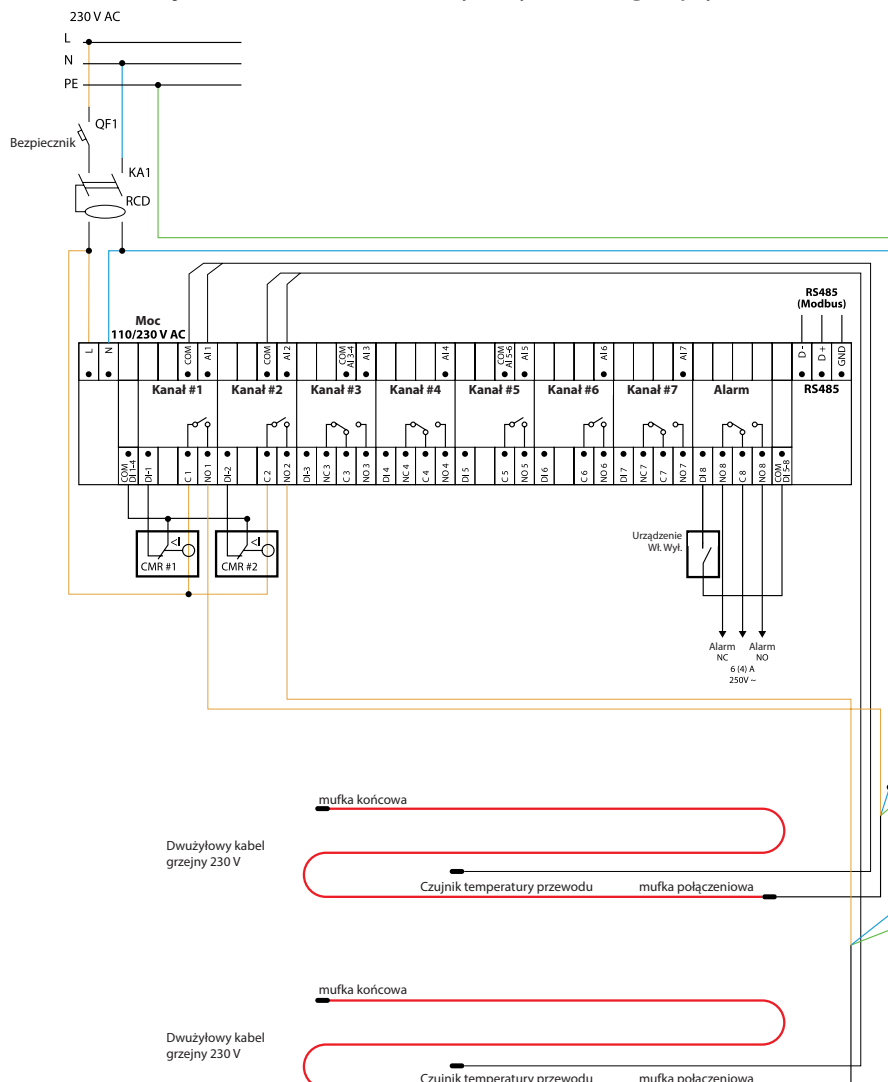 230 V AC
L
N
PE
QF1
Bezpiecznik
KA1
RCD
RS485
(Modbus)
Moc
110/230 V AC
L
N
COM
AI 1
COM
AI 2
COM
AI 3-4
AI 3
AI 4
COM
AI 5-6
AI 5
AI 6
AI 7
D -
D +
GND
Kanał #1
Kanał #2
Kanał #3
Kanał #4
Kanał #5
Kanał #6
Kanał #7
Alarm
RS485
COM
DI 1-4
DI-1
C 1
NO 1
DI-2
C 2
NO 2
DI-3
NC 3
C 3
NO 3
DI 4
NC 4
C 4
NO 4
DI 5
C 5
NO 5
DI 6
C 6
NO 6
DI 7
NC 7
C 7
NO 7
DI 8
NO 8
C 8
NO 8
COM
DI 5-8
<I
CMR #1
<I
CMR #2
Urządzenie
Wł. Wył.
Alarm
NC
Alarm
NO
6 (4) A
250V ~
mufka końcowa
Dwużyłowy kabel
grzejny 230 V
Czujnik temperatury przewodu
mufka połączeniowa
mufka końcowa
Dwużyłowy kabel
grzejny 230 V
Czujnik temperatury przewodu
mufka połączeniowa